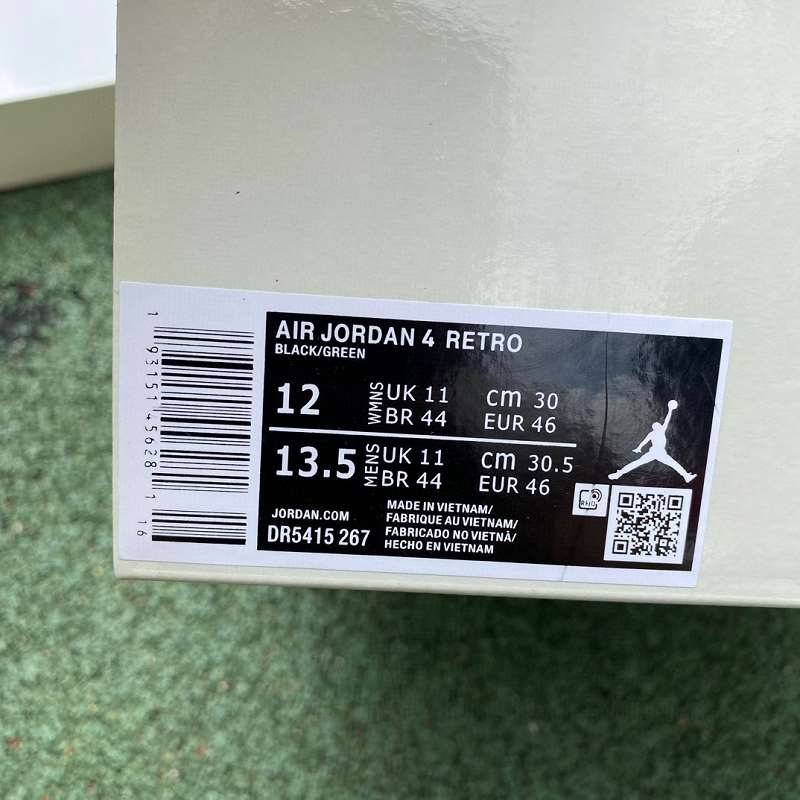 AIR JORDAN 4 RETRO
BLACK/GREEN
12 WMNS UK 11 cm 30
BR 44 EUR 46
13.5 MENS UK 11 cm 30.5
BR 44 EUR 46
JORDAN.COM
DR5415 267
MADE IN VIETNAM/
FABRIQUE AU VIETNAM/
FABRICADO NO VIETNÃ/
HECHO EN VIETNAM
1 93151 45628 1 16